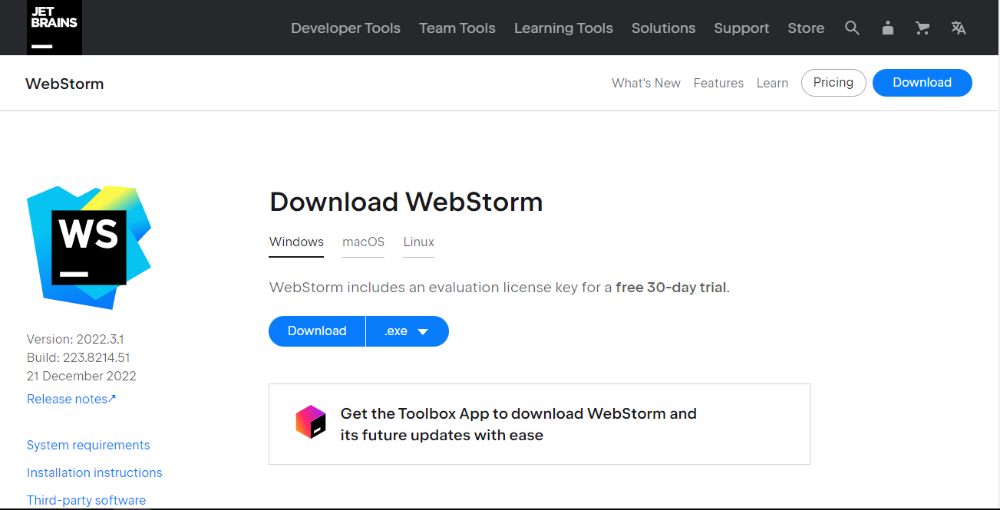 JET
BRAINS
Developer Tools Team Tools Learning Tools Solutions Support Store
WebStorm
What's New Features Learn Pricing Download
WS
Version: 2022.3.1
Build: 223.8214.51
21 December 2022
Release notes↗
System requirements
Installation instructions
Third-party software
Download WebStorm
Windows macOS Linux
WebStorm includes an evaluation license key for a free 30-day trial.
Download .exe
Get the Toolbox App to download WebStorm and
its future updates with ease